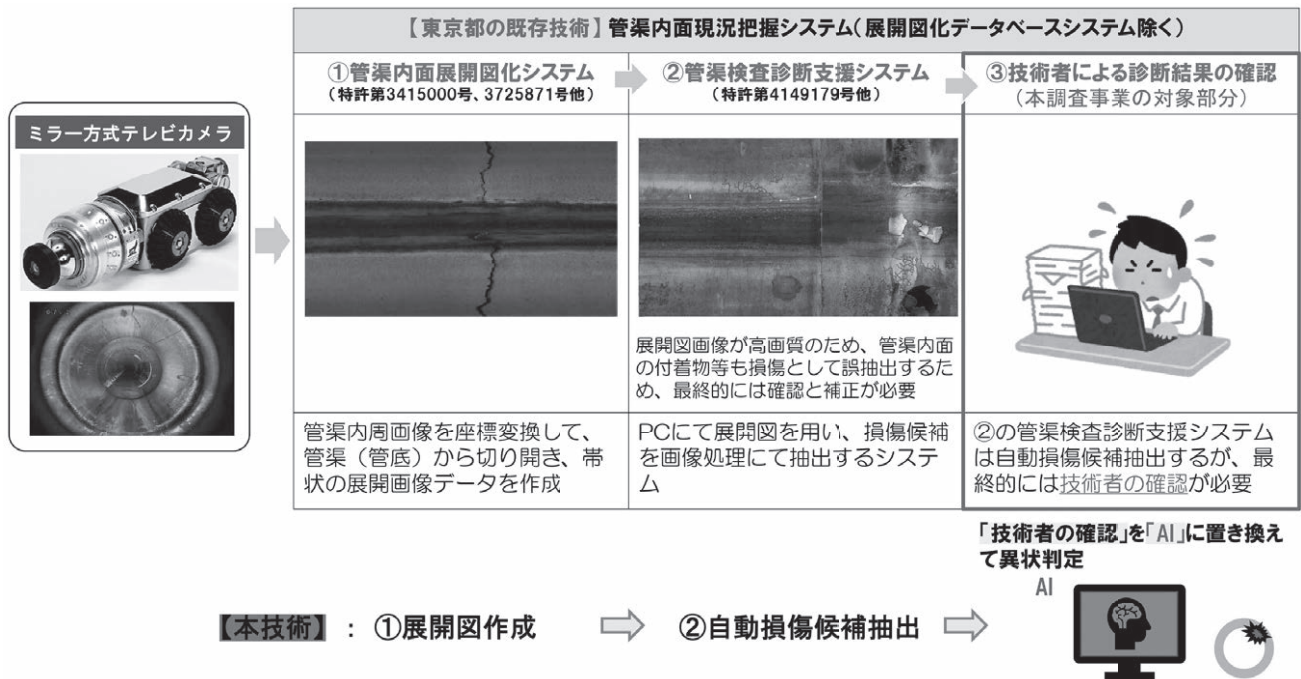 【東京都の既存技術】管渠内面現況把握システム(展開図化データベースシステム除く)
ミラー方式テレビカメラ
①管渠内面展開図化システム
(特許第3415000号、3725871号他)
②管渠検査診断支援システム
(特許第4149179号他)
③技術者による診断結果の確認
(本調査事業の対象部分)
展開図画像が高画質のため、管渠内面
の付着物等も損傷として誤抽出するた
め、最終的には確認と補正が必要
管渠内周画像を座標変換して、
管渠(管底)から切り開き、帯
状の展開画像データを作成
PCにて展開図を用い、損傷候補
を画像処理にて抽出するシステ
ム
②の管渠検査診断支援システム
は自動損傷候補抽出するが、最
終的には技術者の確認が必要
「技術者の確認」を「AI」に置き換え
て異状判定
AI
【本技術】 : ①展開図作成
②自動損傷候補抽出